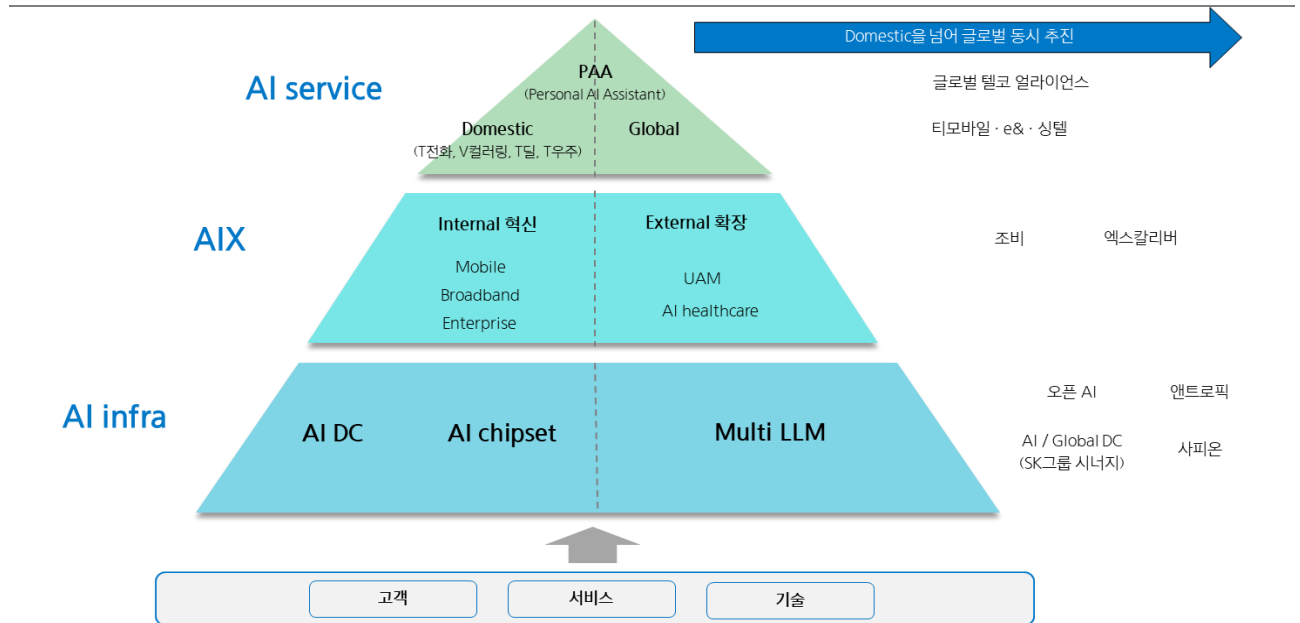 Domestic을 넘어 글로벌 동시 추진
AI service
PAA
(Personal AI Assistant)
Domestic
(T전화, V컬러링, T딜, T우주)
Global
글로벌 텔코 얼라이언스
티모바일 · e& · 싱텔
AIX
Internal 혁신
Mobile
Broadband
Enterprise
External 확장
UAM
AI healthcare
조비
엑스칼리버
AI infra
AI DC
AI chipset
Multi LLM
오픈 AI
앤트로픽
AI / Global DC
(SK그룹 시너지)
사피온
고객
서비스
기술